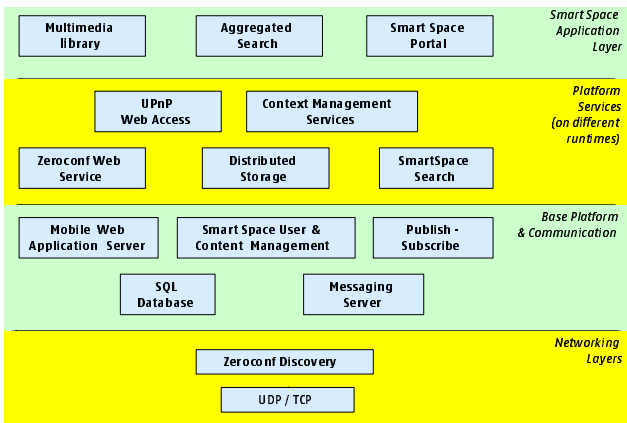 Multimedia
library
Aggregated
Search
Smart Space
Portal
Smart Space
Application
Layer
UPnP
Web Access
Context Management
Services
Platform
Services
(on different
runtimes)
Zeroconf Web
Service
Distributed
Storage
SmartSpace
Search
Mobile Web
Application Server
Smart Space User &
Content Management
Publish -
Subscribe
Base Platform
& Communication
SQL
Database
Messaging
Server
Zeroconf Discovery
Networking
Layers
UDP / TCP